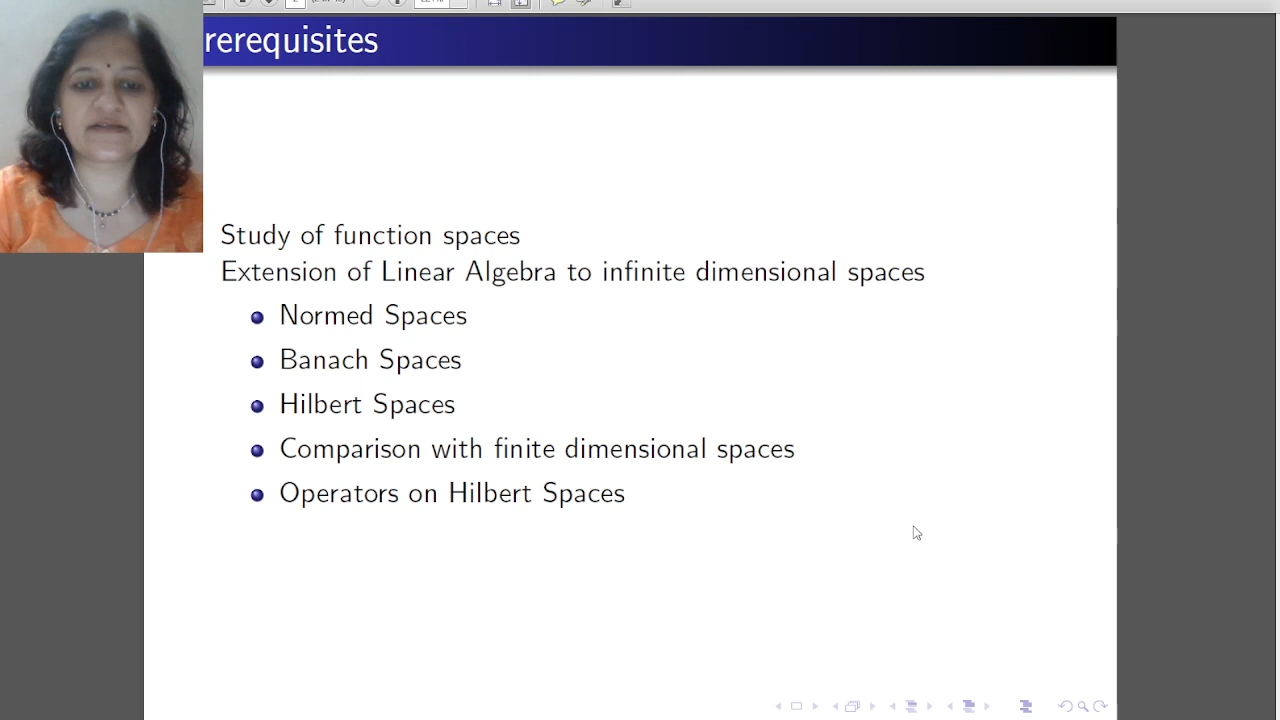 rerequisites
Study of function spaces
Extension of Linear Algebra to infinite dimensional spaces
Normed Spaces
Banach Spaces
Hilbert Spaces
Comparison with finite dimensional spaces
Operators on Hilbert Spaces